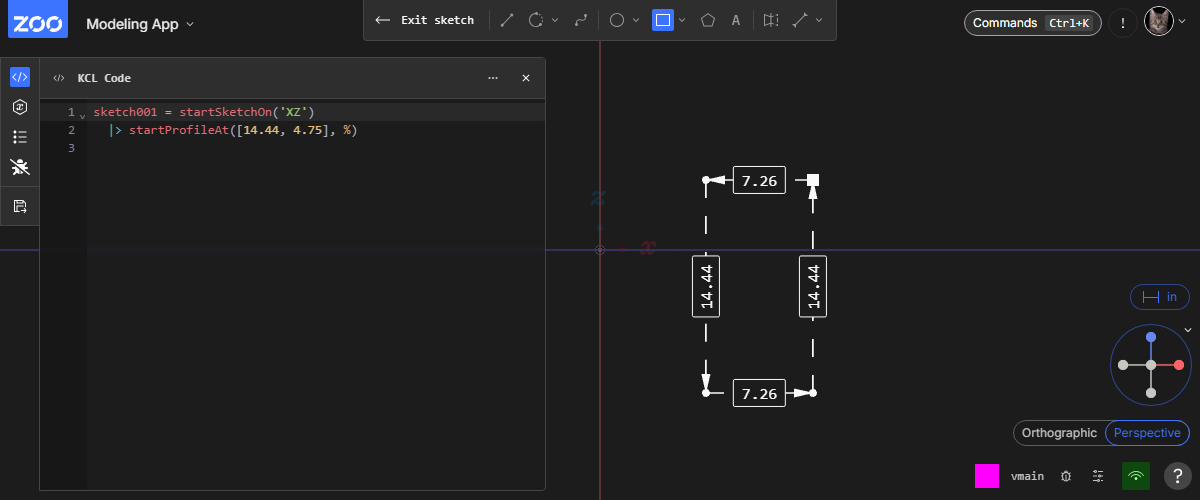 ZOO
Modeling App
Exit sketch
A
Commands Ctrl+K
!
KCL Code
1 sketch001 = startSketchOn('XZ')
2 |> startProfileAt([14.44, 4.75], %)
3
7.26
z
x
14.44
14.44
7.26
in
Orthographic Perspective
vmain
?